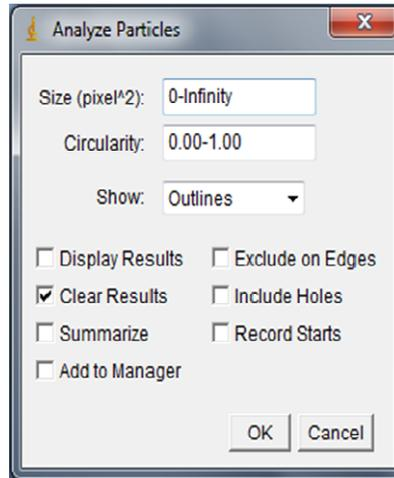 Analyze Particles
Size (pixel^2): 0-Infinity
Circularity: 0.00-1.00
Show: Outlines
Display Results Exclude on Edges
Clear Results Include Holes
Summarize Record Starts
Add to Manager
OK Cancel